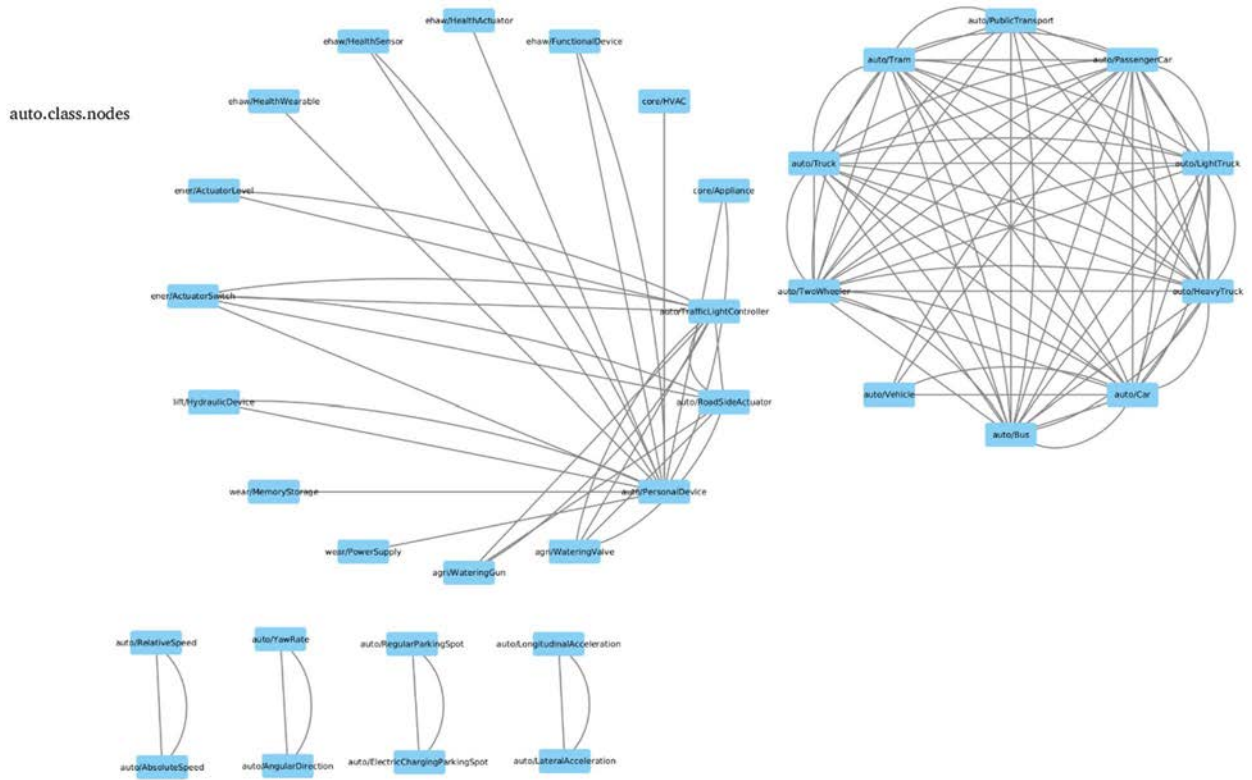 auto.class.nodes
ehaw/HealthActuator
ehaw/HealthSensor
ehaw/FunctionalDevice
ehaw/HealthWearable
core/HVAC
ener/ActuatorLevel
core/Appliance
ener/ActuatorSwitch
auto/TrafficLightController
lift/HydraulicDevice
auto/RoadSideActuator
wear/MemoryStorage
auto/PersonalDevice
wear/PowerSupply
agri/WateringValve
agri/WateringGun
auto/PublicTransport
auto/Tram
auto/PassengerCar
auto/Truck
auto/LightTruck
auto/TwoWheeler
auto/HeavyTruck
auto/Vehicle
auto/Car
auto/Bus
auto/RelativeSpeed
auto/YawRate
auto/RegularParkingSpot
auto/LongitudinalAcceleration
auto/AbsoluteSpeed
auto/AngularDirection
auto/ElectricChargingParkingSpot
auto/LateralAcceleration